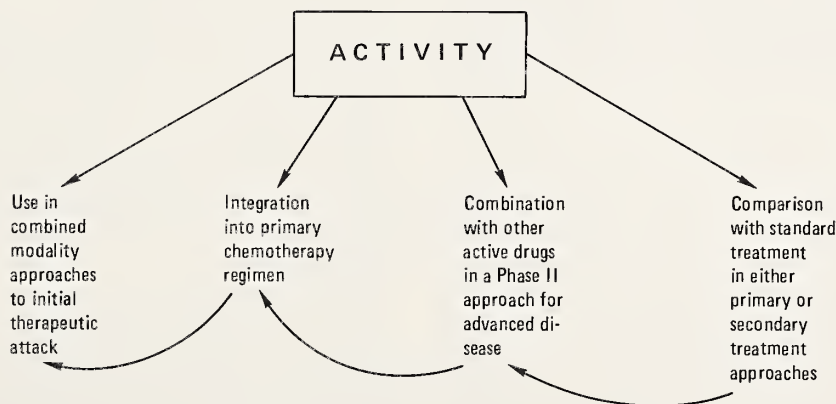 ACTIVITY
Use in
combined
modality
approaches
to initial
therapeutic
attack
Integration
into primary
chemotherapy
regimen
Combination
with other
active drugs
in a Phase II
approach for
advanced di-
sease
Comparison
with standard
treatment
in either
primary or
secondary
treatment
approaches